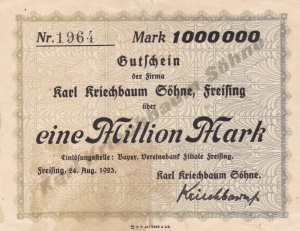 Nr. 1964 Mark 1000000
Gutschein
der Firma
Karl Kriechbaum Söhne, Freising
über
eine Million Mark
Einlösungsstelle: Bayer. Vereinsbank Filiale Freising.
Freising, 24. Aug. 1923. Karl Kriechbaum Söhne.
Kriechbaum